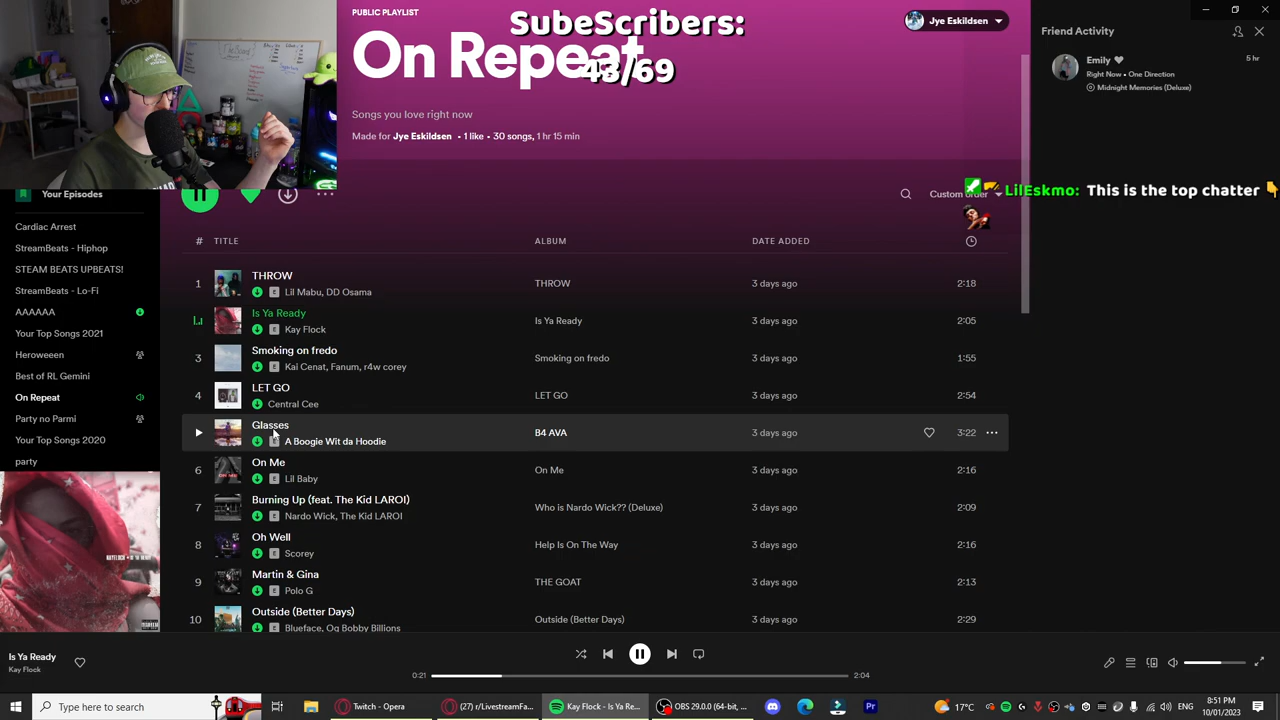 PUBLIC PLAYLIST
SubeScribers:
43/69
On Repeat
Songs you love right now
Made for Jye Eskildsen • 1 like • 30 songs, 1 hr 15 min
Jye Eskildsen
Friend Activity
Emily
5 hr
Right Now • One Direction
Midnight Memories (Deluxe)
Custom order
LilEskmo: This is the top chatter
Your Episodes
Cardiac Arrest
StreamBeats - Hiphop
STEAM BEATS UPBEATS!
StreamBeats - Lo-Fi
AAAAAA
Your Top Songs 2021
Heroweeen
Best of RL Gemini
On Repeat
Party no Parmi
Your Top Songs 2020
party
# TITLE ALBUM DATE ADDED
1 THROW THROW 3 days ago 2:18
E Lil Mabu, DD Osama
Is Ya Ready Is Ya Ready 3 days ago 2:05
E Kay Flock
3 Smoking on fredo Smoking on fredo 3 days ago 1:55
E Kai Cenat, Fanum, r4w corey
4 LET GO LET GO 3 days ago 2:54
Central Cee
Glasses B4 AVA 3 days ago 3:22
E A Boogie Wit da Hoodie
6 On Me On Me 3 days ago 2:16
E Lil Baby
7 Burning Up (feat. The Kid LAROI) Who is Nardo Wick?? (Deluxe) 3 days ago 2:09
E Nardo Wick, The Kid LAROI
8 Oh Well Help Is On The Way 3 days ago 2:16
E Scorey
9 Martin & Gina THE GOAT 3 days ago 2:13
E Polo G
10 Outside (Better Days) Outside (Better Days) 3 days ago 2:29
E Blueface, Og Bobby Billions
Is Ya Ready
Kay Flock
0:21
2:04
Type here to search
Twitch - Opera
(27) r/LivestreamFa...
Kay Flock - Is Ya Re...
OBS 29.0.0 (64-bit, ...
17°C
ENG
8:51 PM
10/01/2023